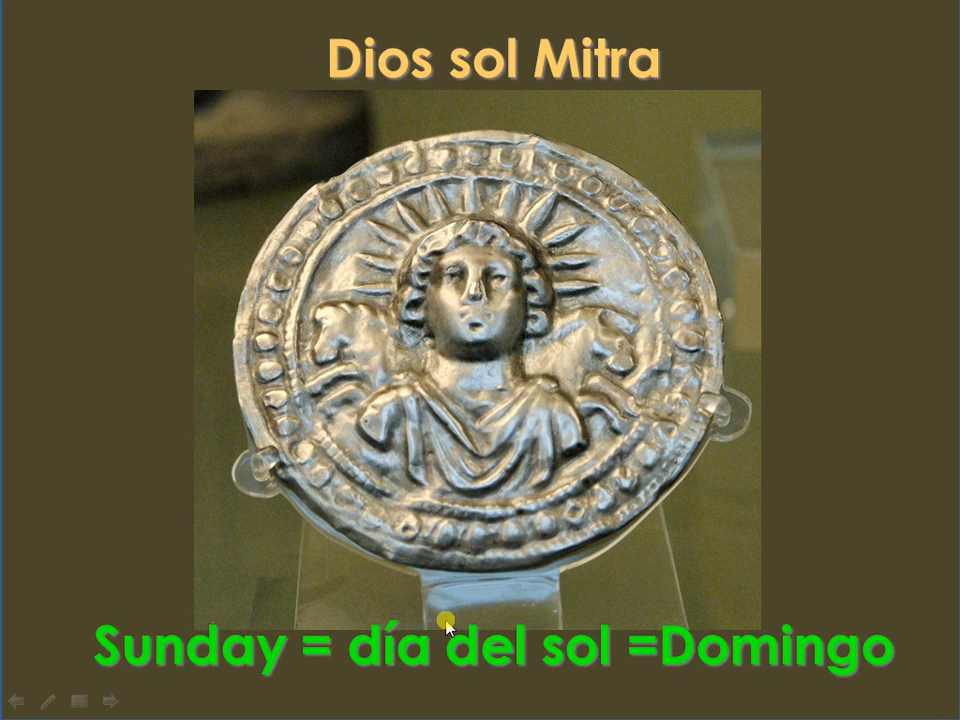 Dios sol Mitra
Sunday = día del sol =Domingo